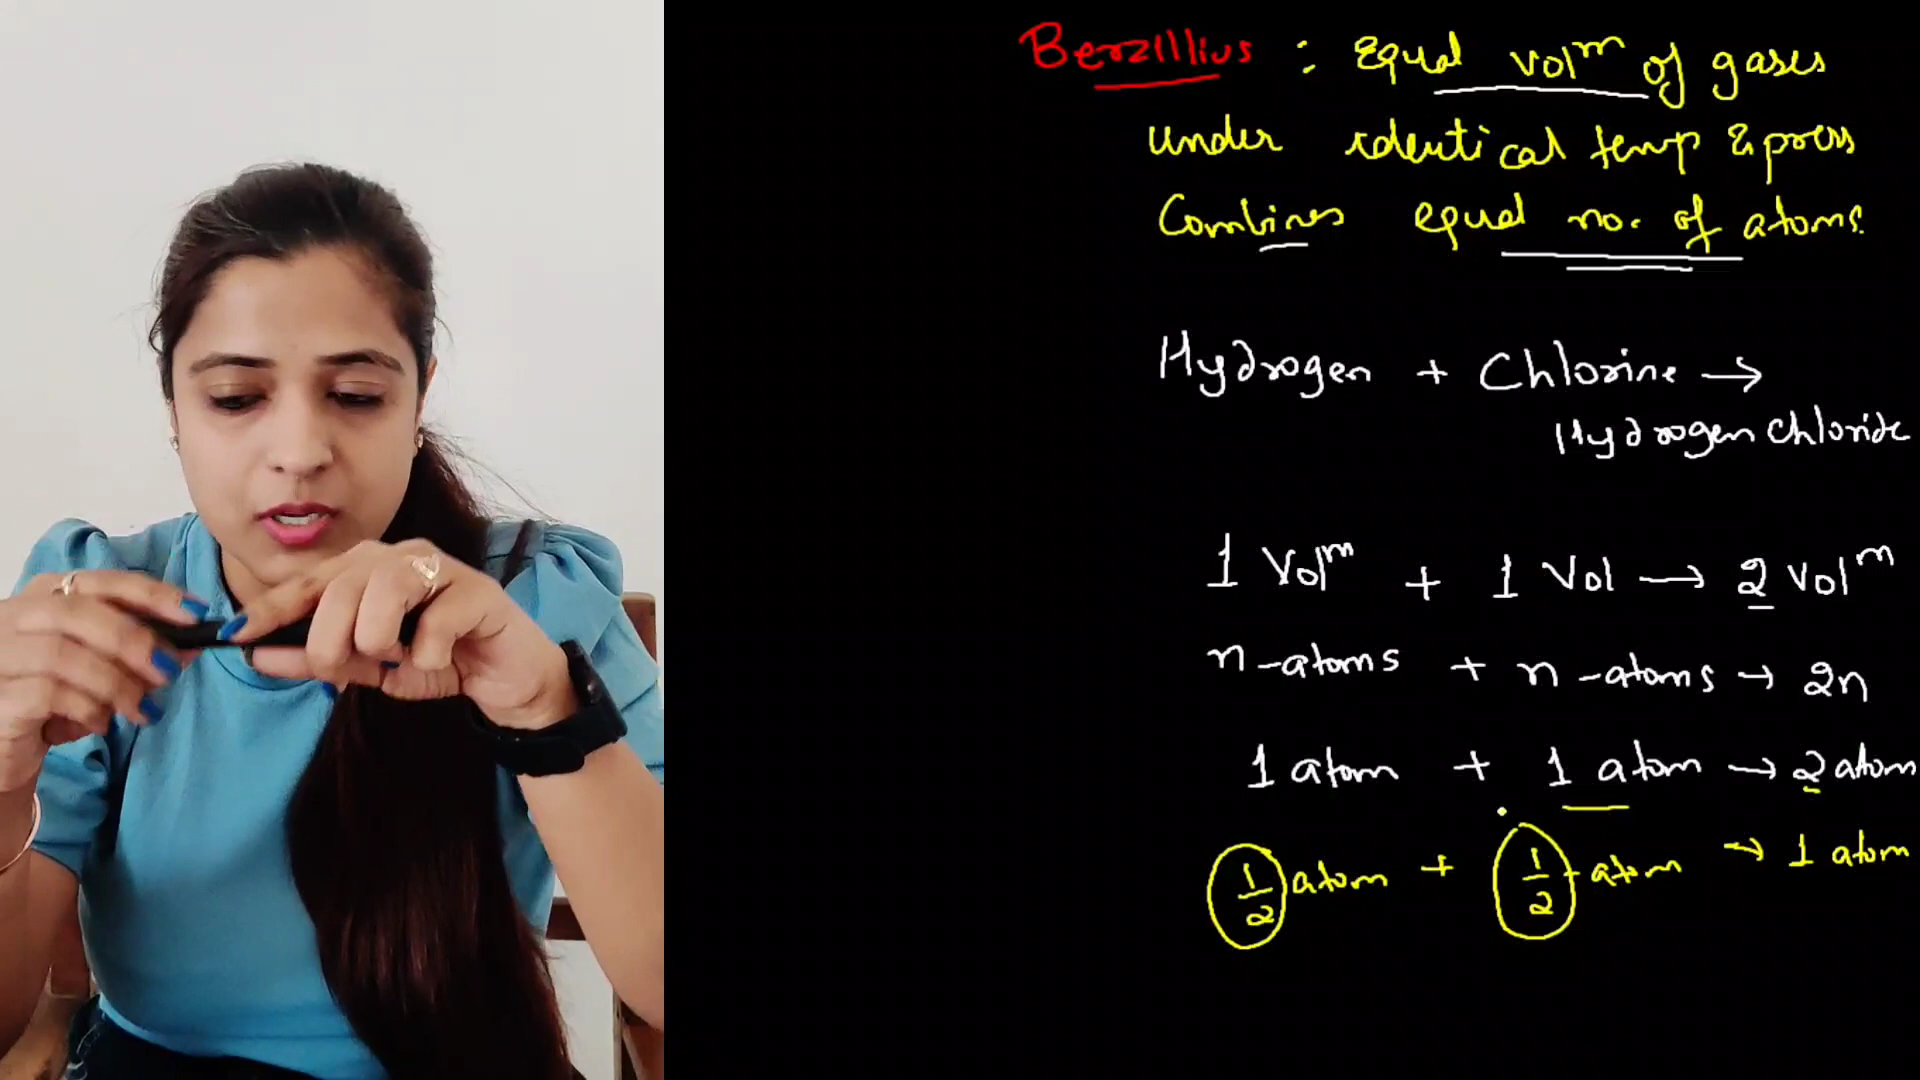 Berzillius : Equal volm of gases
under identical temp & press
Combines equal no. of atoms.
Hydrogen + Chlorine →
Hydrogen chloride
1 Volm + 1 Vol → 2 Volm
n-atoms + n-atoms → 2n
1 atom + 1 atom → 2 atom
1/2 atom + 1/2 atom → 1 atom